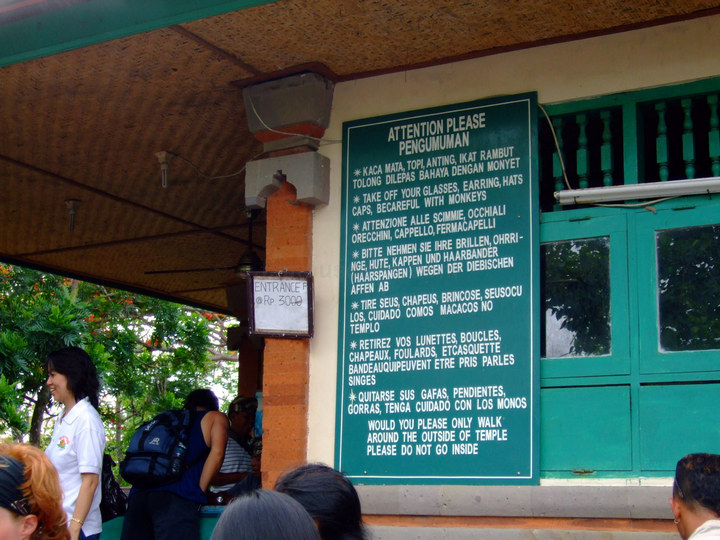 ATTENTION PLEASE
PENGUMUMAN
✳ KACA MATA, TOPI, ANTING, IKAT RAMBUT
TOLONG DILEPAS BAHAYA DENGAN MONYET
✳ TAKE OFF YOUR GLASSES, EARRING, HATS
CAPS, BECAREFUL WITH MONKEYS
✳ ATTENZIONE ALLE SCIMMIE, OCCHIALI
ORECCHINI, CAPPELLO, FERMACAPELLI
✳ BITTE NEHMEN SIE IHRE BRILLEN, OHRRI-
NGE, HUTE, KAPPEN UND HAARBANDER
(HAARSPANGEN) WEGEN DER DIEBISCHEN
AFFEN AB
✳ TIRE SEUS, CHAPEUS, BRINCOSE, SEUSOCU
LOS, CUIDADO COMOS MACACOS NO
TEMPLO
✳ RETIREZ VOS LUNETTES, BOUCLES,
CHAPEAUX, FOULARDS, ETCASQUETTE
BANDEAUQUIPEUVENT ETRE PRIS PARLES
SINGES
✳ QUITARSE SUS GAFAS, PENDIENTES,
GORRAS, TENGA CUIDADO CON LOS MONOS
WOULD YOU PLEASE ONLY WALK
AROUND THE OUTSIDE OF TEMPLE
PLEASE DO NOT GO INSIDE
ENTRANCE F
Rp 3000